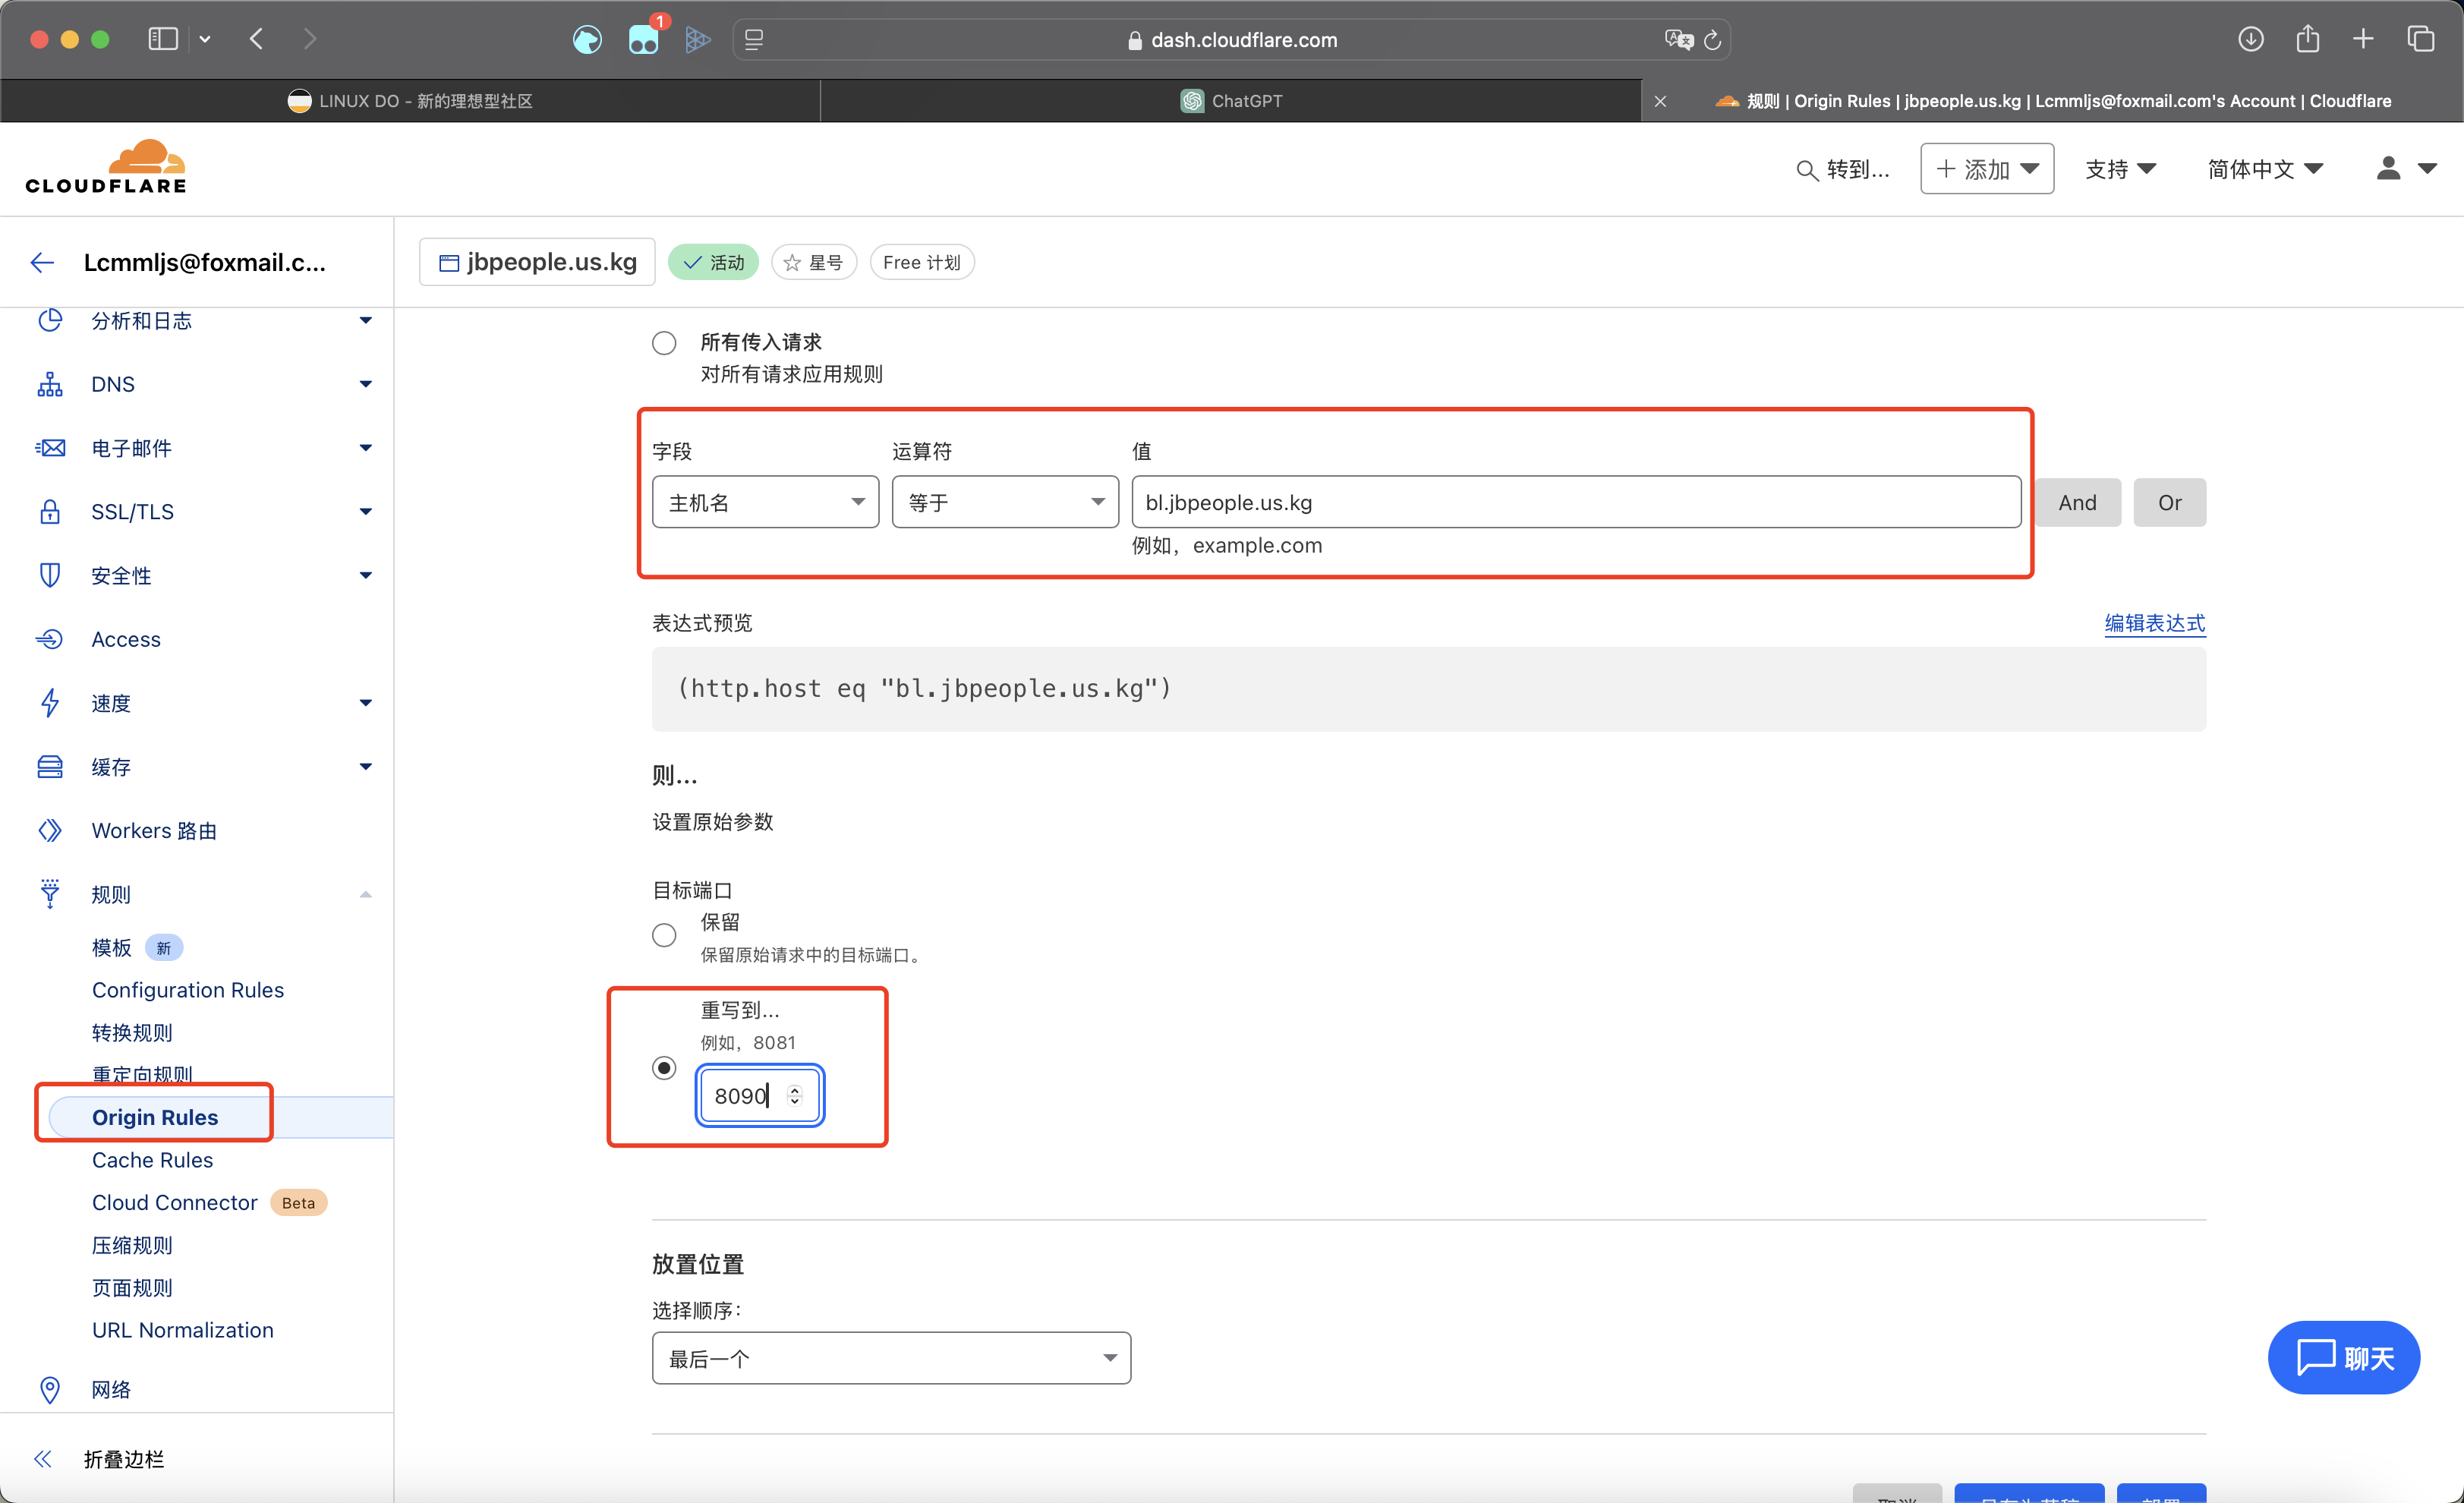 1
dash.cloudflare.com
LINUX DO - 新的理想型社区
ChatGPT
规则 | Origin Rules | jbpeople.us.kg | Lcmmljs@foxmail.com's Account | Cloudflare
CLOUDFLARE
转到...
添加
支持
简体中文
Lcmmljs@foxmail.c...
jbpeople.us.kg
活动
星号
Free 计划
分析和日志
DNS
电子邮件
SSL/TLS
安全性
Access
速度
缓存
Workers 路由
规则
模板 新
Configuration Rules
转换规则
重定向规则
Origin Rules
Cache Rules
Cloud Connector Beta
压缩规则
页面规则
URL Normalization
网络
折叠边栏
所有传入请求
对所有请求应用规则
字段 运算符 值
主机名 等于 bl.jbpeople.us.kg And Or
例如，example.com
表达式预览 编辑表达式
(http.host eq "bl.jbpeople.us.kg")
则...
设置原始参数
目标端口
保留
保留原始请求中的目标端口。
重写到...
例如，8081
8090
放置位置
选择顺序：
最后一个
聊天